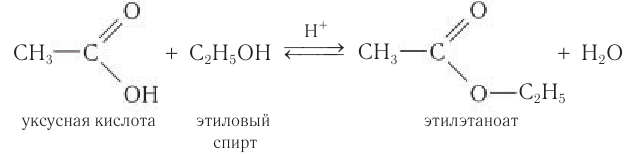 O O
H⁺
CH₃—C + C₂H₅OH ⇌ CH₃—C + H₂O
OH O—C₂H₅
уксусная кислота этиловый этилэтаноат
спирт